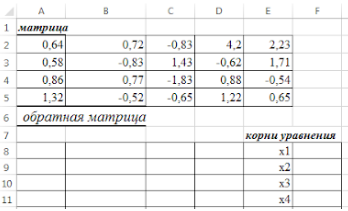 A B C D E F
1 матрица
2 0,64 0,72 -0,83 4,2 2,23
3 0,58 -0,83 1,43 -0,62 1,71
4 0,86 0,77 -1,83 0,88 -0,54
5 1,32 -0,52 -0,65 1,22 0,65
6 обратная матрица
7 корни уравнения
8 x1
9 x2
10 x3
11 x4